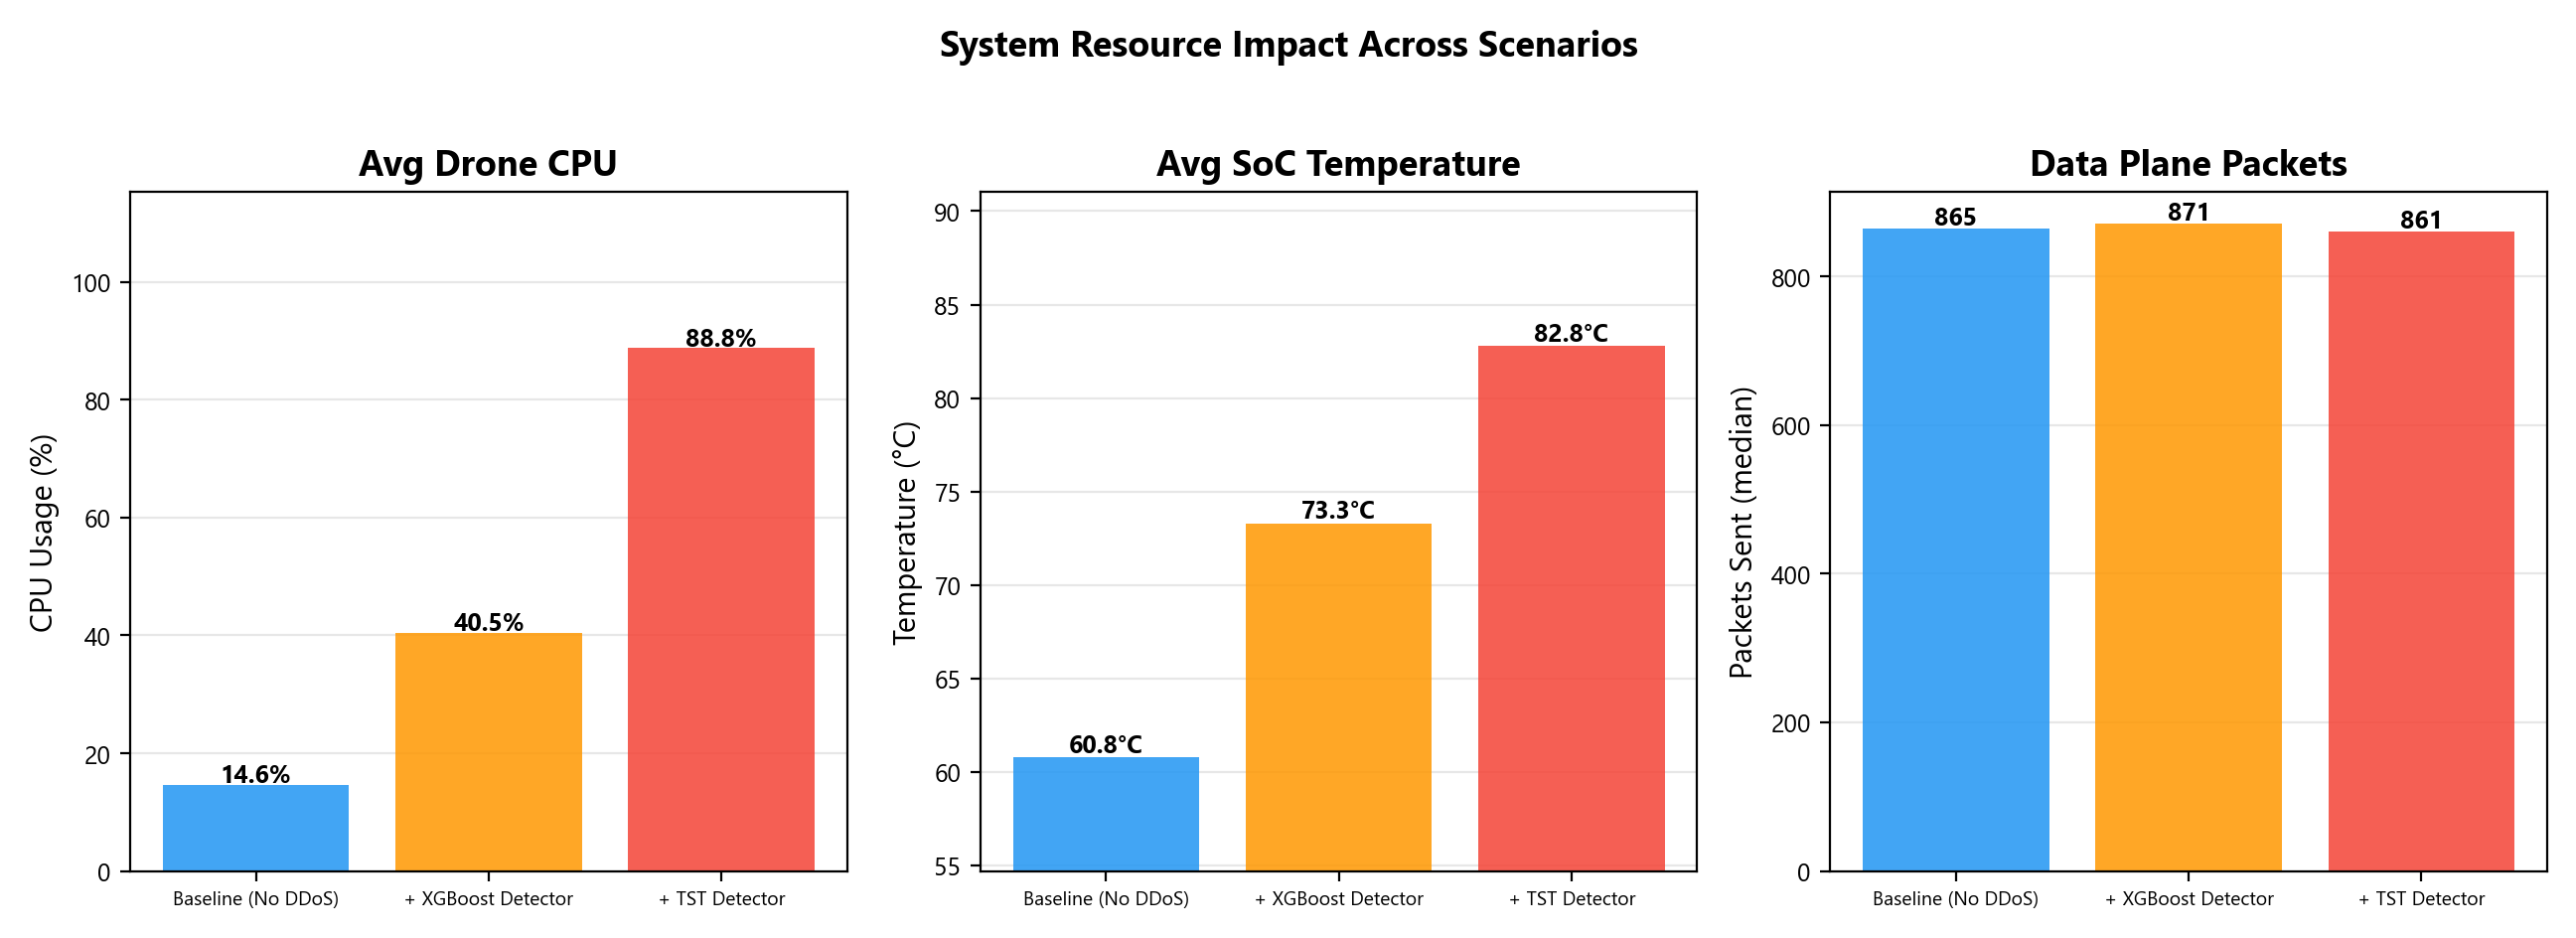 System Resource Impact Across Scenarios
Avg Drone CPU
CPU Usage (%)
100
80
60
40
20
0
14.6%
40.5%
88.8%
Baseline (No DDoS)
+ XGBoost Detector
+ TST Detector
Avg SoC Temperature
Temperature (°C)
90
85
80
75
70
65
60
55
60.8°C
73.3°C
82.8°C
Baseline (No DDoS)
+ XGBoost Detector
+ TST Detector
Data Plane Packets
Packets Sent (median)
800
600
400
200
0
865
871
861
Baseline (No DDoS)
+ XGBoost Detector
+ TST Detector